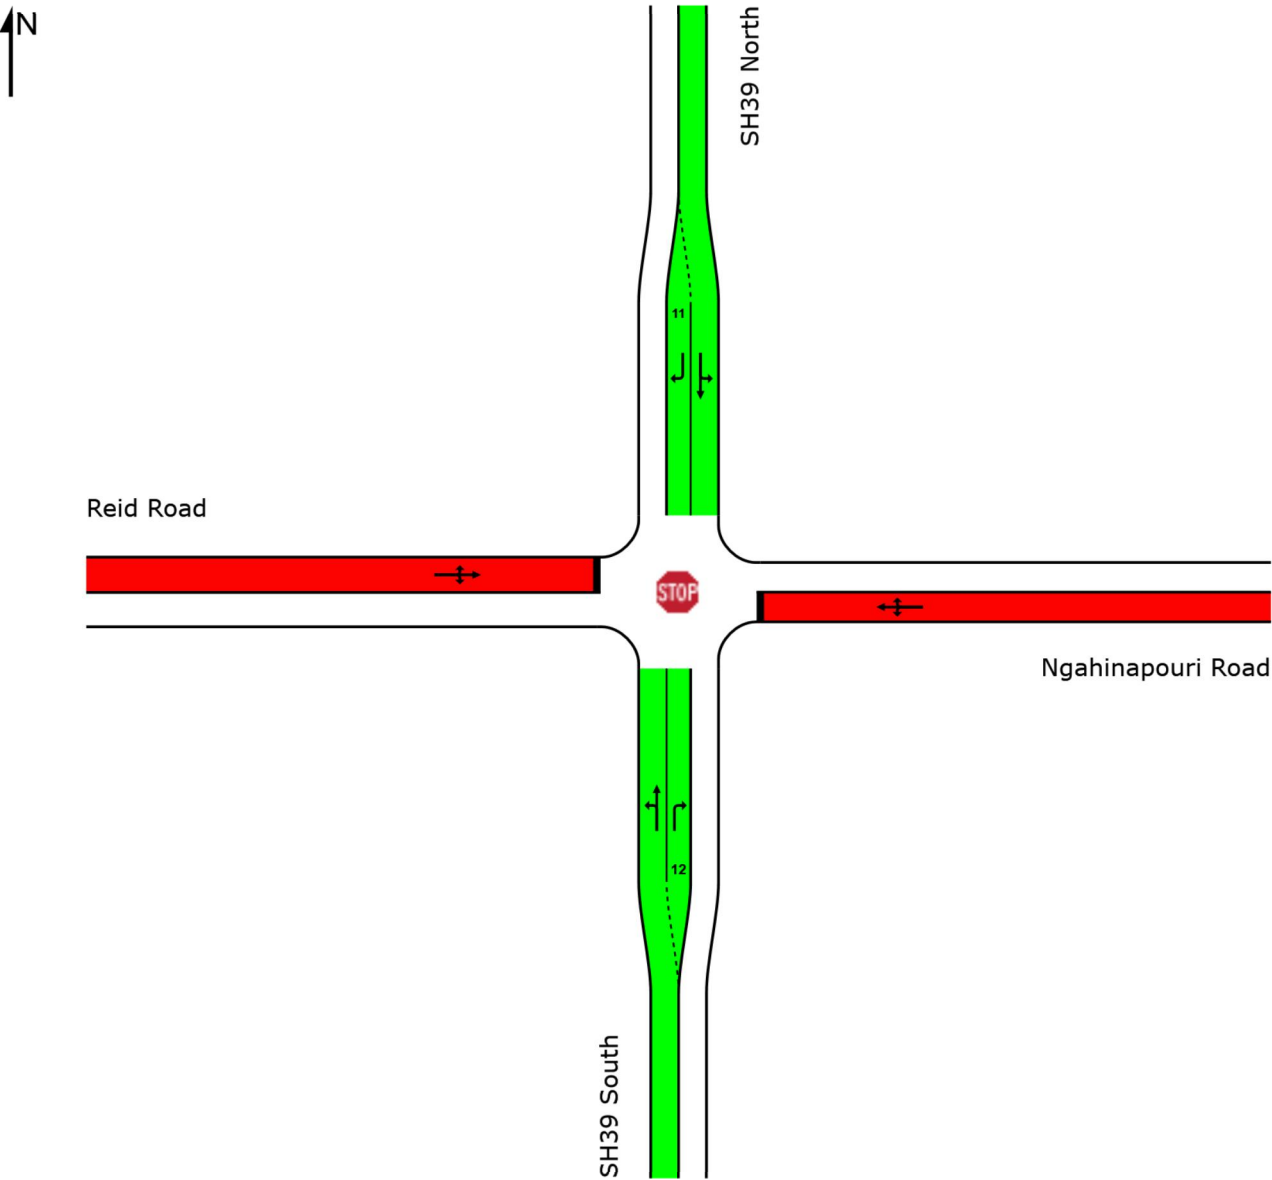 N
SH39 North
11
Reid Road
STOP
Ngahinapouri Road
12
SH39 South